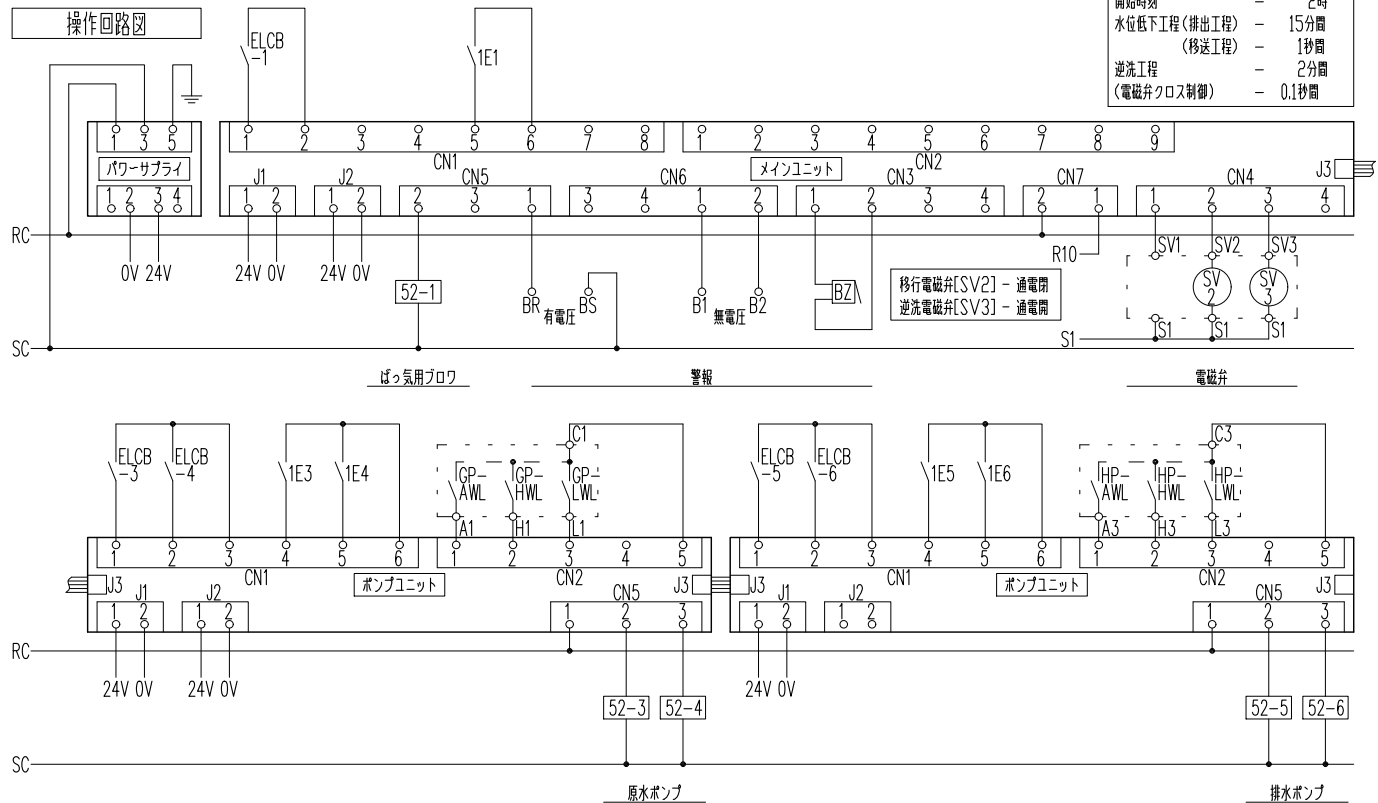 操作回路図
開始時刻 - 2時
水位低下工程(排出工程) - 15分間
(移送工程) - 1秒間
逆洗工程 - 2分間
(電磁弁クロス制御) - 0.1秒間
ELCB -1
1E1
1 3 5
パワーサプライ
1 2 3 4
0V 24V
1 2 3 4 5 6 7 8
CN1
1 2 3 4 5 6 7 8 9
CN2
メインユニット
J3
J1
1 2
J2
1 2
CN5
2 3 1
CN6
3 4 1 2
CN3
1 2 3 4
CN7
2 1
CN4
1 2 3 4
RC
24V 0V
24V 0V
52-1
BR 有電圧 BS
B1 無電圧 B2
BZ
R10
移行電磁弁[SV2] - 通電閉
逆洗電磁弁[SV3] - 通電開
SV1 SV2 SV3
SV 2
SV 3
S1 S1 S1
S1
SC
ばっ気用ブロワ
警報
電磁弁
ELCB -3
ELCB -4
1E3
1E4
C1
GP- AWL
GP- HWL
GP- LWL
A1 H1 L1
1 2 3 4 5 6
CN1
1 2 3 4 5
CN2
ポンプユニット
J3
J3
J1
1 2
J2
1 2
CN5
1 2 3
24V 0V
24V 0V
52-3
52-4
原水ポンプ
ELCB -5
ELCB -6
1E5
1E6
C3
HP- AWL
HP- HWL
HP- LWL
A3 H3 L3
1 2 3 4 5 6
CN1
1 2 3 4 5
CN2
ポンプユニット
J3
J3
J1
1 2
J2
1 2
CN5
1 2 3
RC
24V 0V
52-5
52-6
SC
排水ポンプ